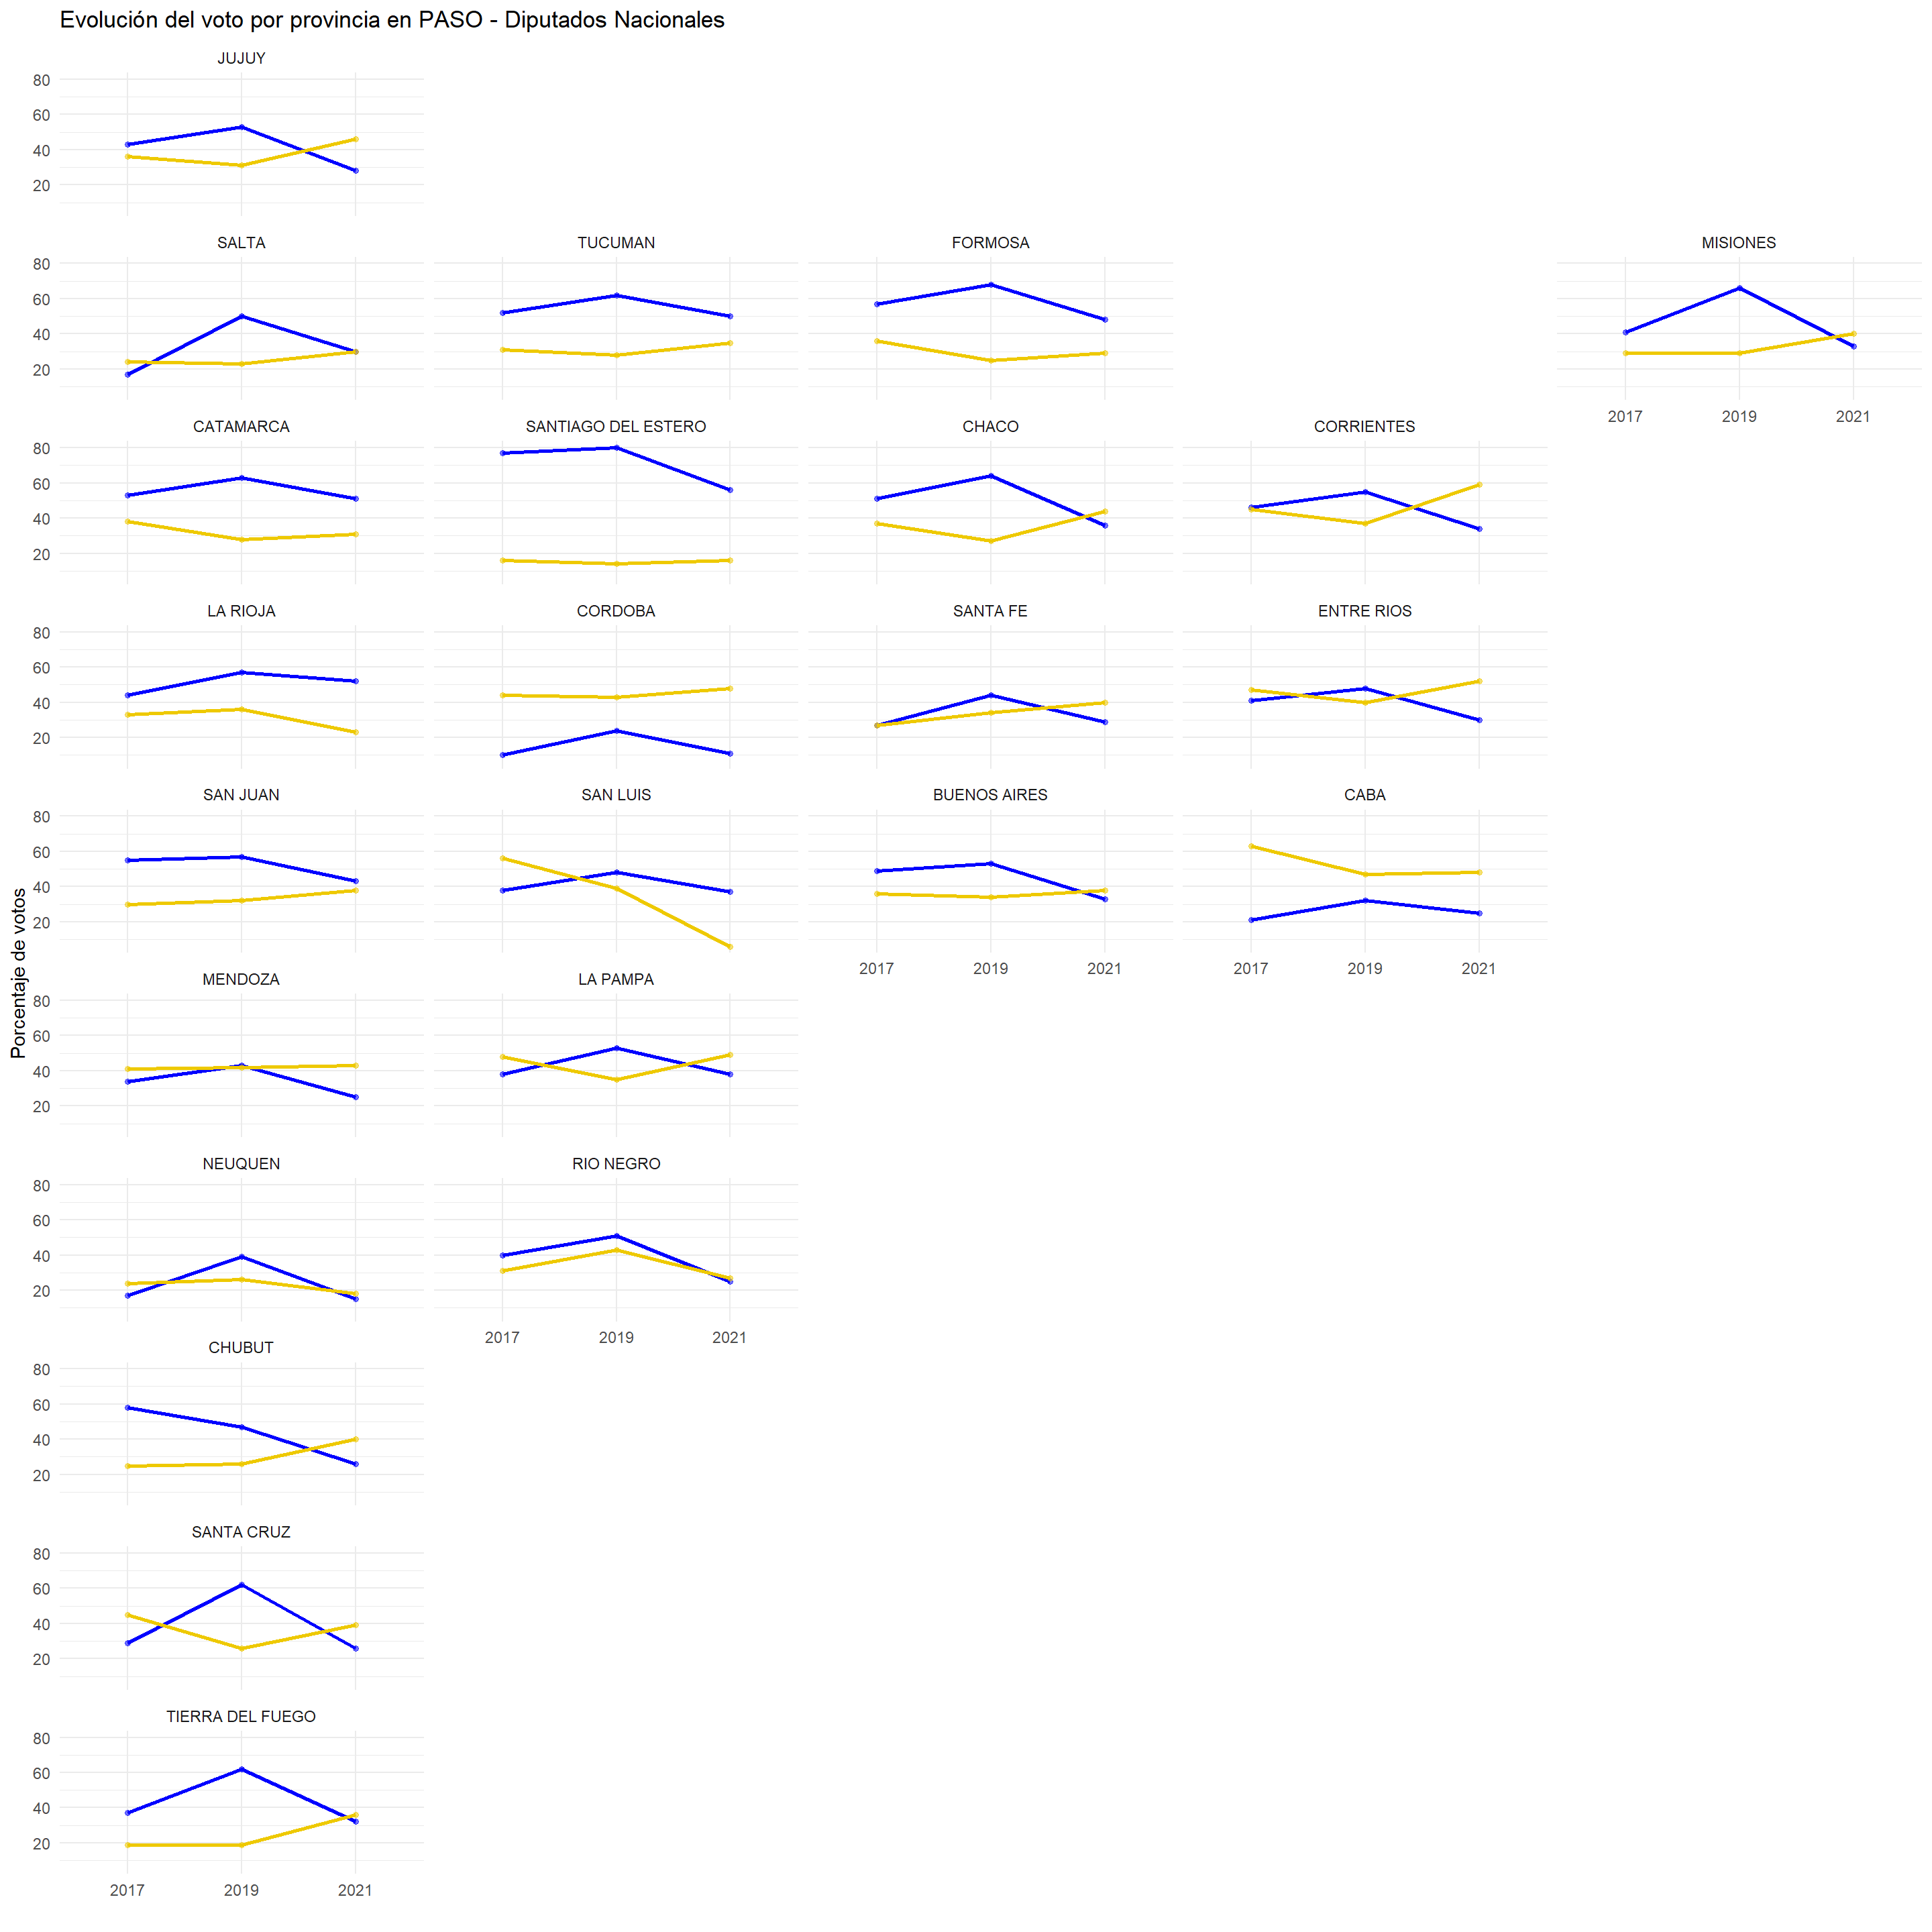 Evolución del voto por provincia en PASO - Diputados Nacionales
JUJUY
80
60
40
20
SALTA TUCUMAN FORMOSA MISIONES
80
60
40
20
2017 2019 2021
CATAMARCA SANTIAGO DEL ESTERO CHACO CORRIENTES
80
60
40
20
LA RIOJA CORDOBA SANTA FE ENTRE RIOS
80
60
40
20
SAN JUAN SAN LUIS BUENOS AIRES CABA
80
60
40
20
2017 2019 2021 2017 2019 2021
Porcentaje de votos
MENDOZA LA PAMPA
80
60
40
20
NEUQUEN RIO NEGRO
80
60
40
20
2017 2019 2021
CHUBUT
80
60
40
20
SANTA CRUZ
80
60
40
20
TIERRA DEL FUEGO
80
60
40
20
2017 2019 2021